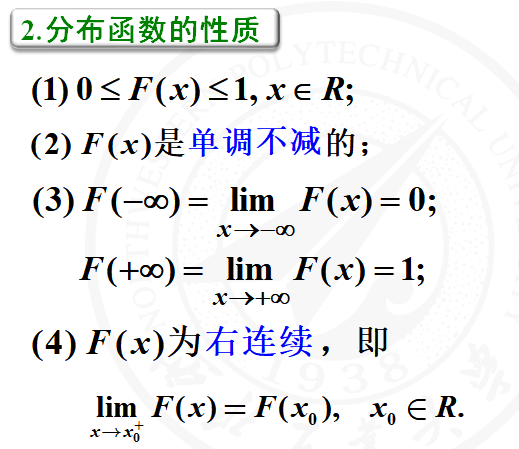 2.分布函数的性质
(1) 0 ≤ F(x) ≤ 1, x ∈ R;
(2) F(x)是单调不减的；
(3) F(−∞) = lim F(x) = 0;
x→−∞
F(+∞) = lim F(x) = 1;
x→+∞
(4) F(x)为右连续，即
lim F(x) = F(x₀), x₀ ∈ R.
x→x₀⁺